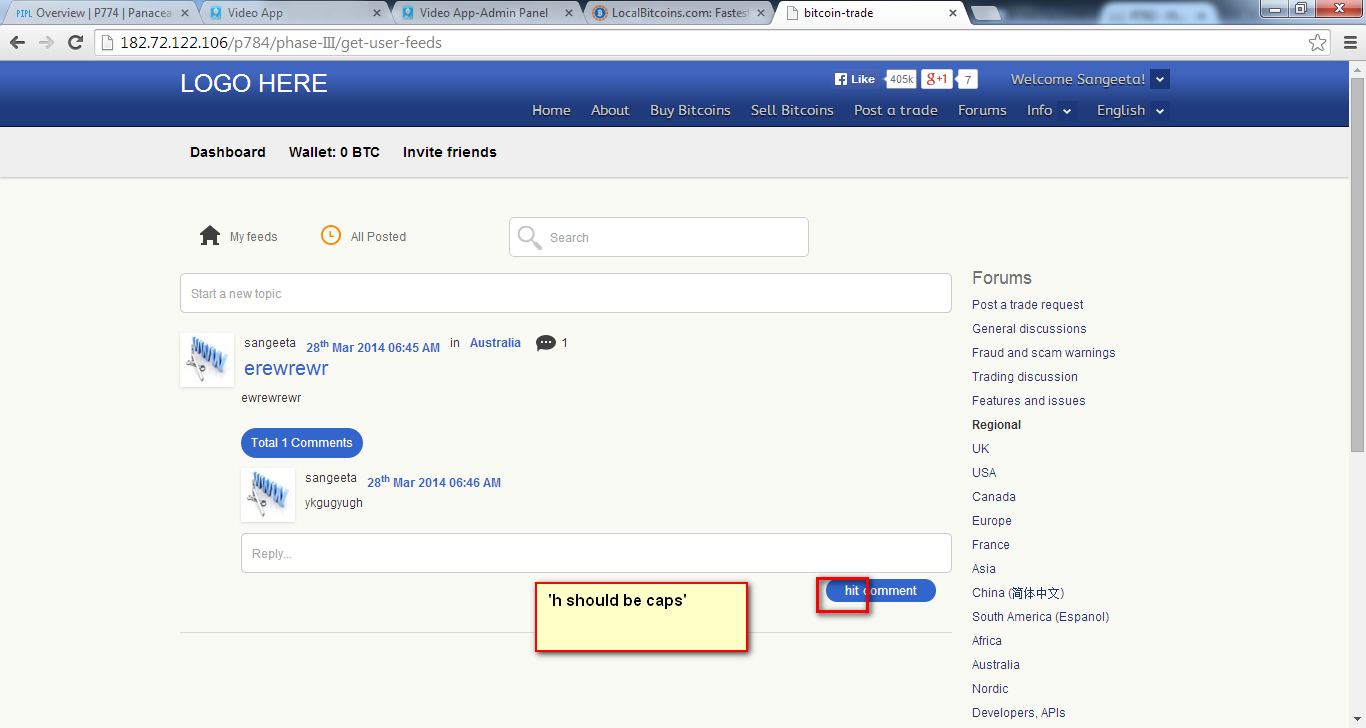 PIPL Overview | P774 | Panacea
Video App
Video App-Admin Panel
LocalBitcoins.com: Fastes
bitcoin-trade
182.72.122.106/p784/phase-III/get-user-feeds
LOGO HERE
Like 405k g+1 7
Welcome Sangeeta!
Home About Buy Bitcoins Sell Bitcoins Post a trade Forums Info English
Dashboard Wallet: 0 BTC Invite friends
My feeds All Posted Search
Start a new topic
sangeeta 28th Mar 2014 06:45 AM in Australia 1
erewrewr
ewrewrewr
Total 1 Comments
sangeeta 28th Mar 2014 06:46 AM
ykgugyugh
Reply...
hit comment
'h should be caps'
Forums
Post a trade request
General discussions
Fraud and scam warnings
Trading discussion
Features and issues
Regional
UK
USA
Canada
Europe
France
Asia
China (简体中文)
South America (Espanol)
Africa
Australia
Nordic
Developers, APIs